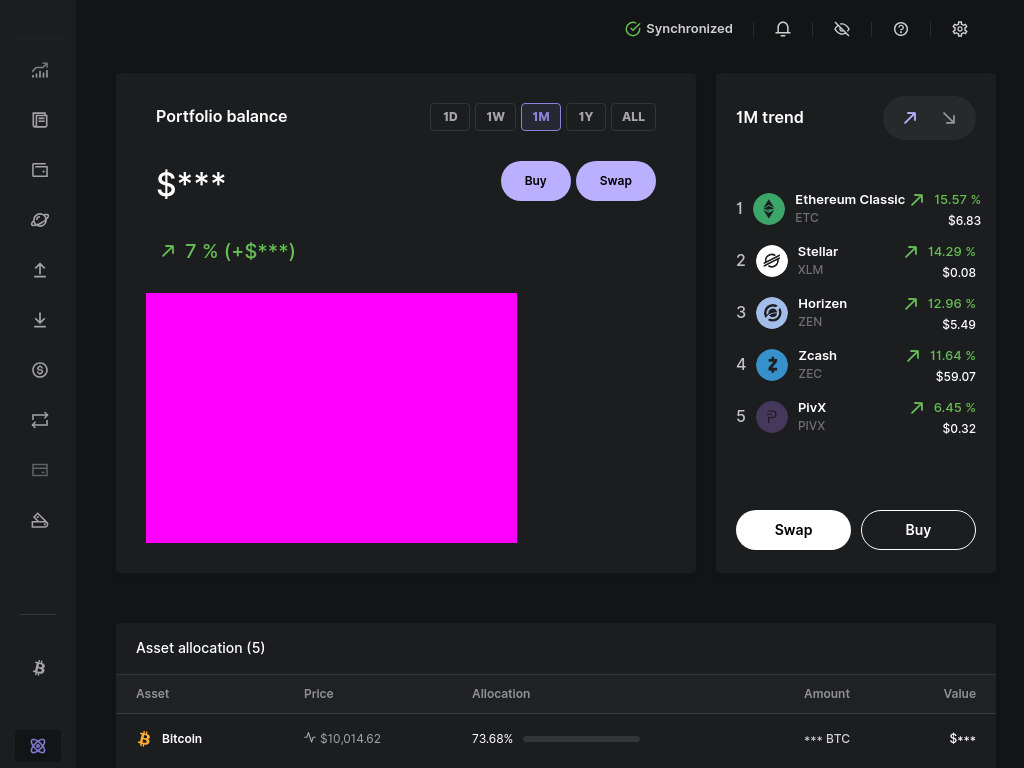 Synchronized
Portfolio balance
1D 1W 1M 1Y ALL
$***
Buy Swap
7 % (+$***)
1M trend
1 Ethereum Classic 15.57 %
ETC $6.83
2 Stellar 14.29 %
XLM $0.08
3 Horizen 12.96 %
ZEN $5.49
4 Zcash 11.64 %
ZEC $59.07
5 PivX 6.45 %
PIVX $0.32
Swap Buy
Asset allocation (5)
Asset Price Allocation Amount Value
Bitcoin $10,014.62 73.68% *** BTC $***